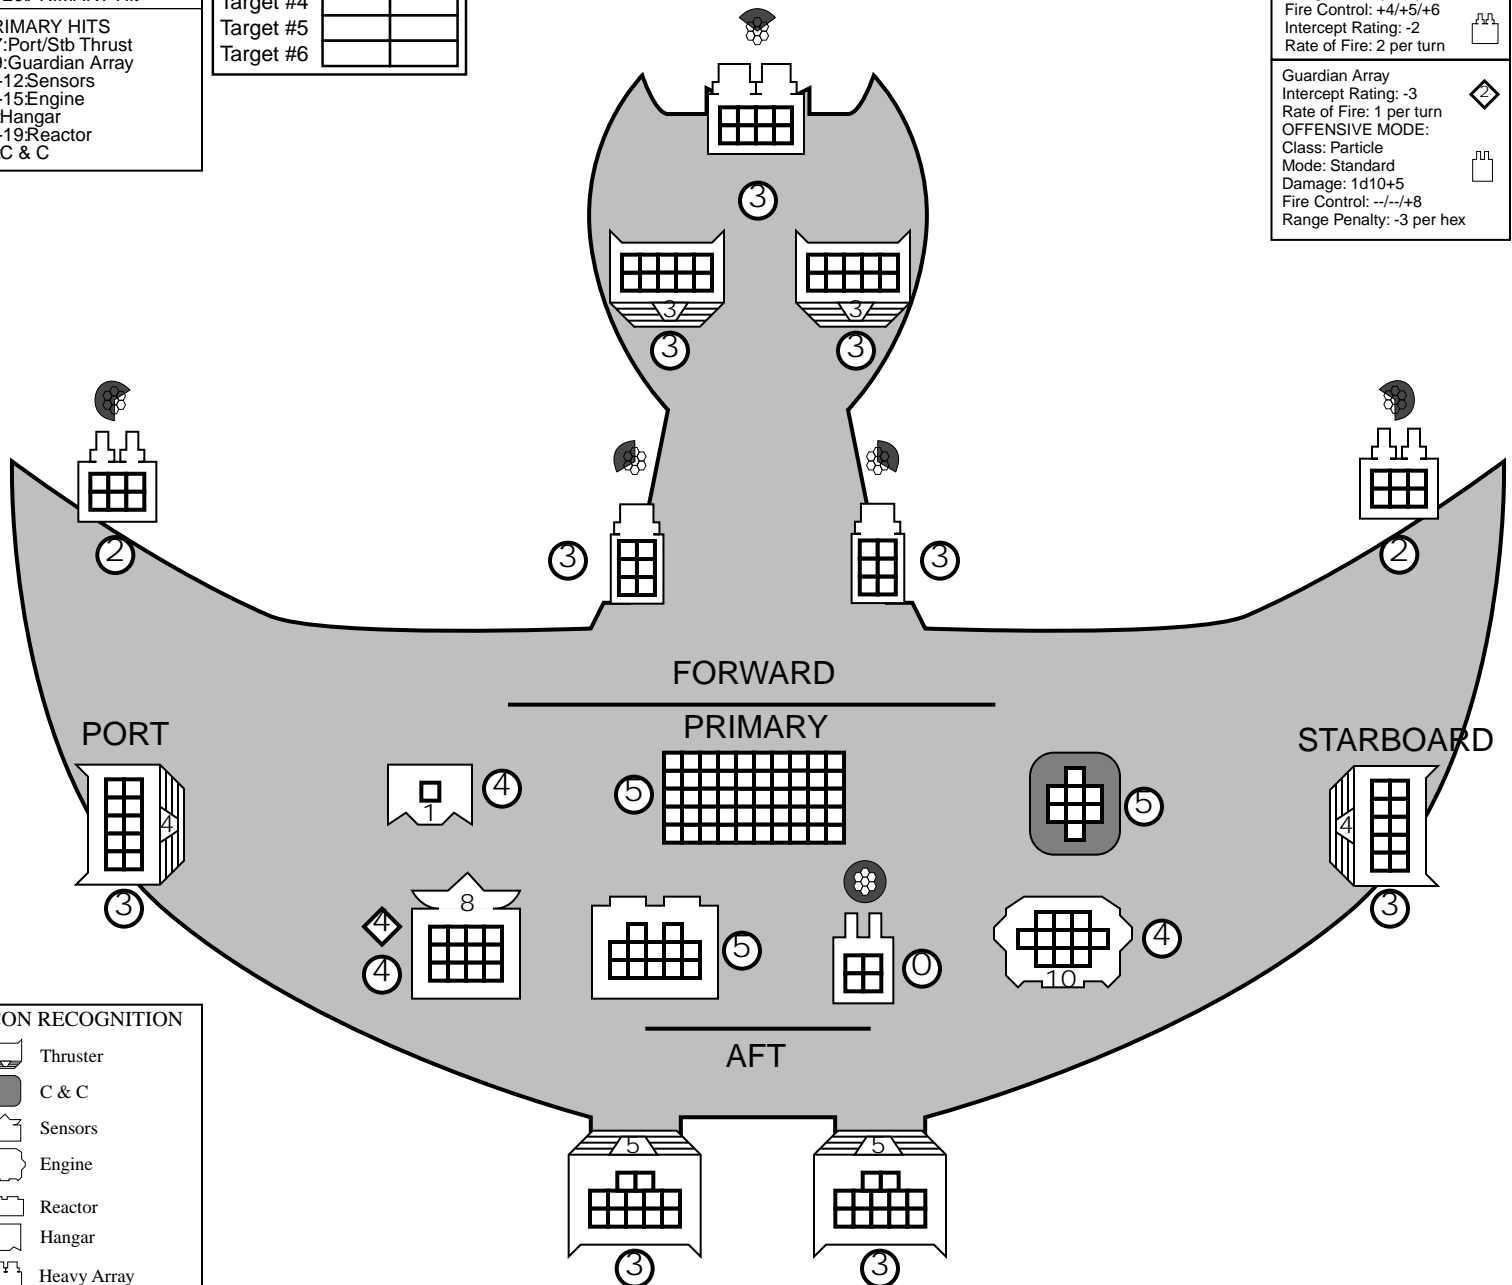 PRIMARY HITS
:Port/Stb Thrust
:Guardian Array
-12:Sensors
-15:Engine
:Hangar
-19:Reactor
C & C
Target #4
Target #5
Target #6
Fire Control: +4/+5/+6
Intercept Rating: -2
Rate of Fire: 2 per turn
Guardian Array
Intercept Rating: -3
Rate of Fire: 1 per turn
OFFENSIVE MODE:
Class: Particle
Mode: Standard
Damage: 1d10+5
Fire Control: --/--/+8
Range Penalty: -3 per hex
2
3
3
3
3
3
2
3
3
2
FORWARD
PRIMARY
PORT
STARBOARD
1
4
5
5
4
4
3
3
8
4
4
5
0
10
4
AFT
5
5
3
3
ICON RECOGNITION
Thruster
C & C
Sensors
Engine
Reactor
Hangar
Heavy Array